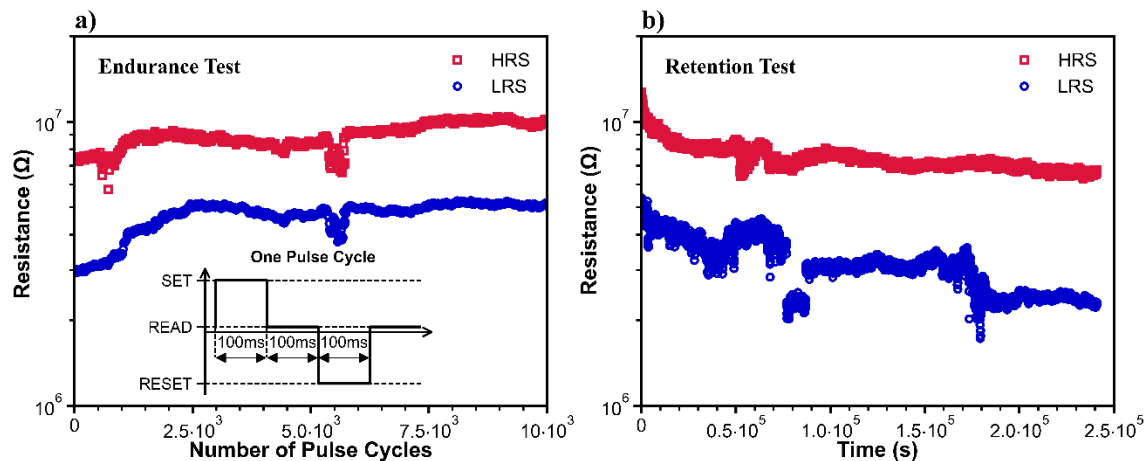 a)
Endurance Test
HRS
LRS
Resistance (Ω)
10⁷
10⁶
One Pulse Cycle
SET
READ
RESET
100ms 100ms 100ms
0 2.5·10³ 5.0·10³ 7.5·10³ 10·10³
Number of Pulse Cycles
b)
Retention Test
HRS
LRS
Resistance (Ω)
10⁷
10⁶
0 0.5·10⁵ 1.0·10⁵ 1.5·10⁵ 2.0·10⁵ 2.5·10⁵
Time (s)